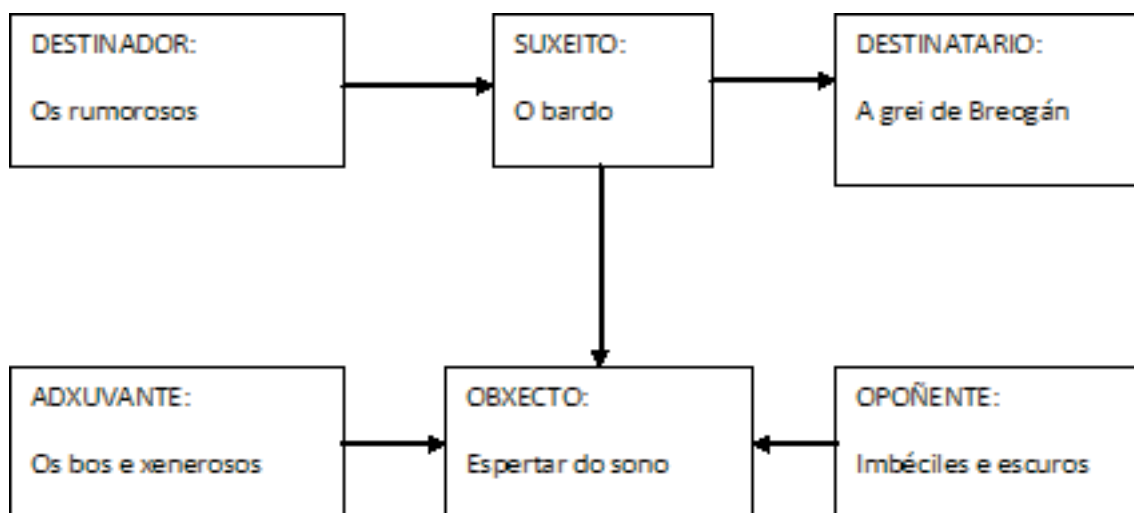 DESTINADOR:
Os rumorosos
SUXEITO:
O bardo
DESTINATARIO:
A grei de Breogán
ADXUVANTE:
Os bos e xenerosos
OBXECTO:
Espertar do sono
OPOÑENTE:
Imbéciles e escuros